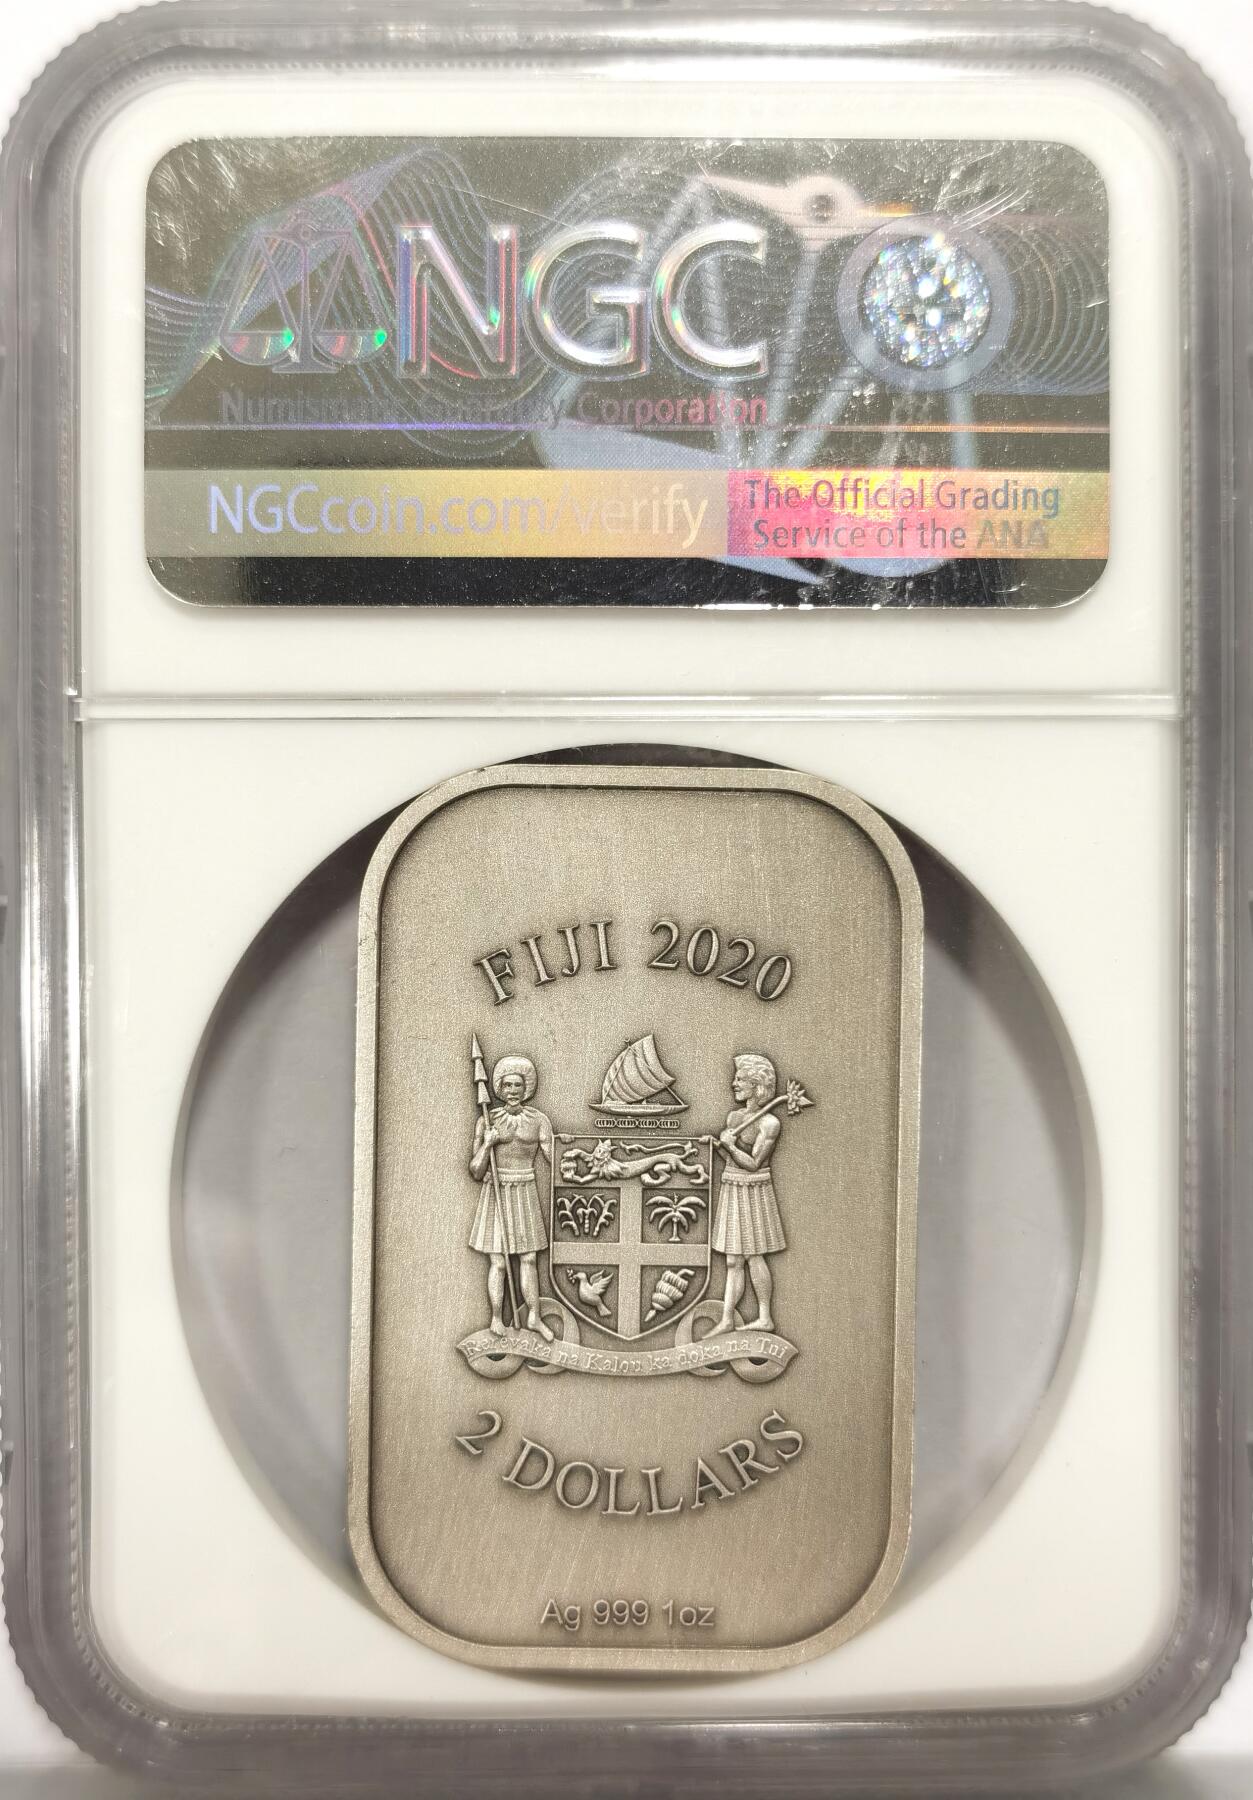 NGC
Numismatic Guaranty Corporation
NGCcoin.com/verify
The Official Grading
Service of the ANA
FIJI 2020
Rerevaka na Kalou ka doka na Tui
2 DOLLARS
Ag 999 1oz